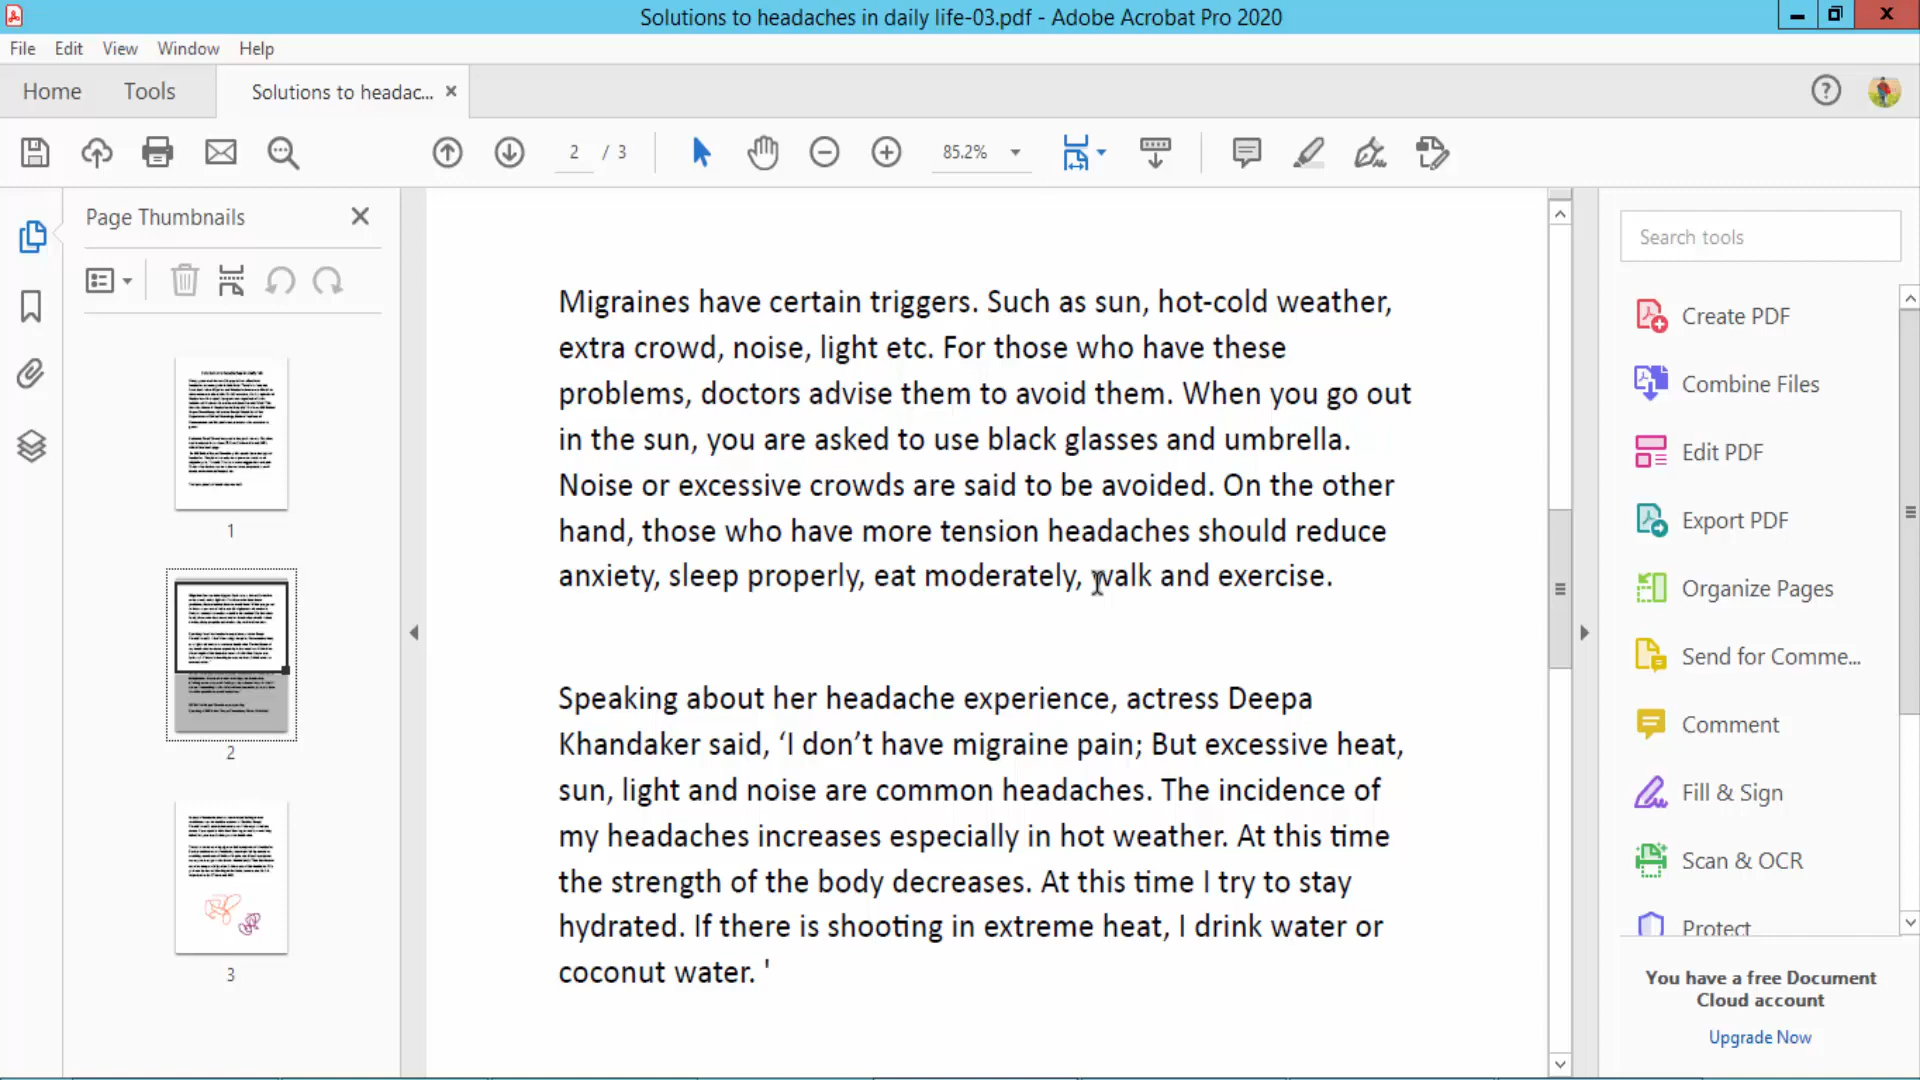 Solutions to headaches in daily life-03.pdf - Adobe Acrobat Pro 2020
File Edit View Window Help
Home Tools Solutions to headac...
2 / 3 85.2%
Page Thumbnails
1
2
3
Migraines have certain triggers. Such as sun, hot-cold weather,
extra crowd, noise, light etc. For those who have these
problems, doctors advise them to avoid them. When you go out
in the sun, you are asked to use black glasses and umbrella.
Noise or excessive crowds are said to be avoided. On the other
hand, those who have more tension headaches should reduce
anxiety, sleep properly, eat moderately, walk and exercise.
Speaking about her headache experience, actress Deepa
Khandaker said, ‘I don’t have migraine pain; But excessive heat,
sun, light and noise are common headaches. The incidence of
my headaches increases especially in hot weather. At this time
the strength of the body decreases. At this time I try to stay
hydrated. If there is shooting in extreme heat, I drink water or
coconut water. '
Search tools
Create PDF
Combine Files
Edit PDF
Export PDF
Organize Pages
Send for Comme...
Comment
Fill & Sign
Scan & OCR
Protect
You have a free Document
Cloud account
Upgrade Now